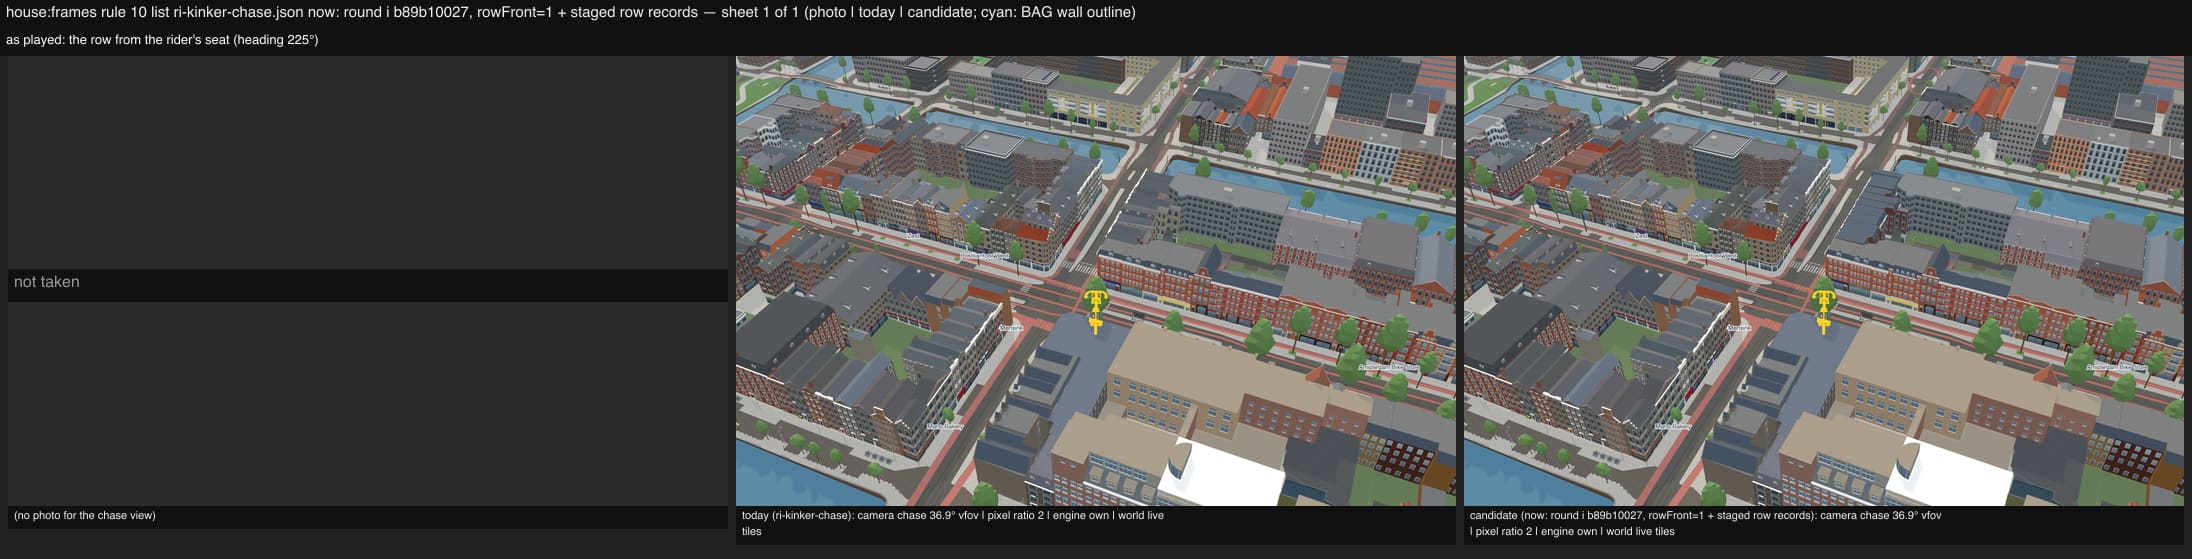 house:frames rule 10 list ri-kinker-chase.json now: round i b89b10027, rowFront=1 + staged row records — sheet 1 of 1 (photo | today | candidate; cyan: BAG wall outline)
as played: the row from the rider's seat (heading 225°)
not taken
(no photo for the chase view)
today (ri-kinker-chase): camera chase 36.9° vfov | pixel ratio 2 | engine own | world live
tiles
candidate (now: round i b89b10027, rowFront=1 + staged row records): camera chase 36.9° vfov
| pixel ratio 2 | engine own | world live tiles